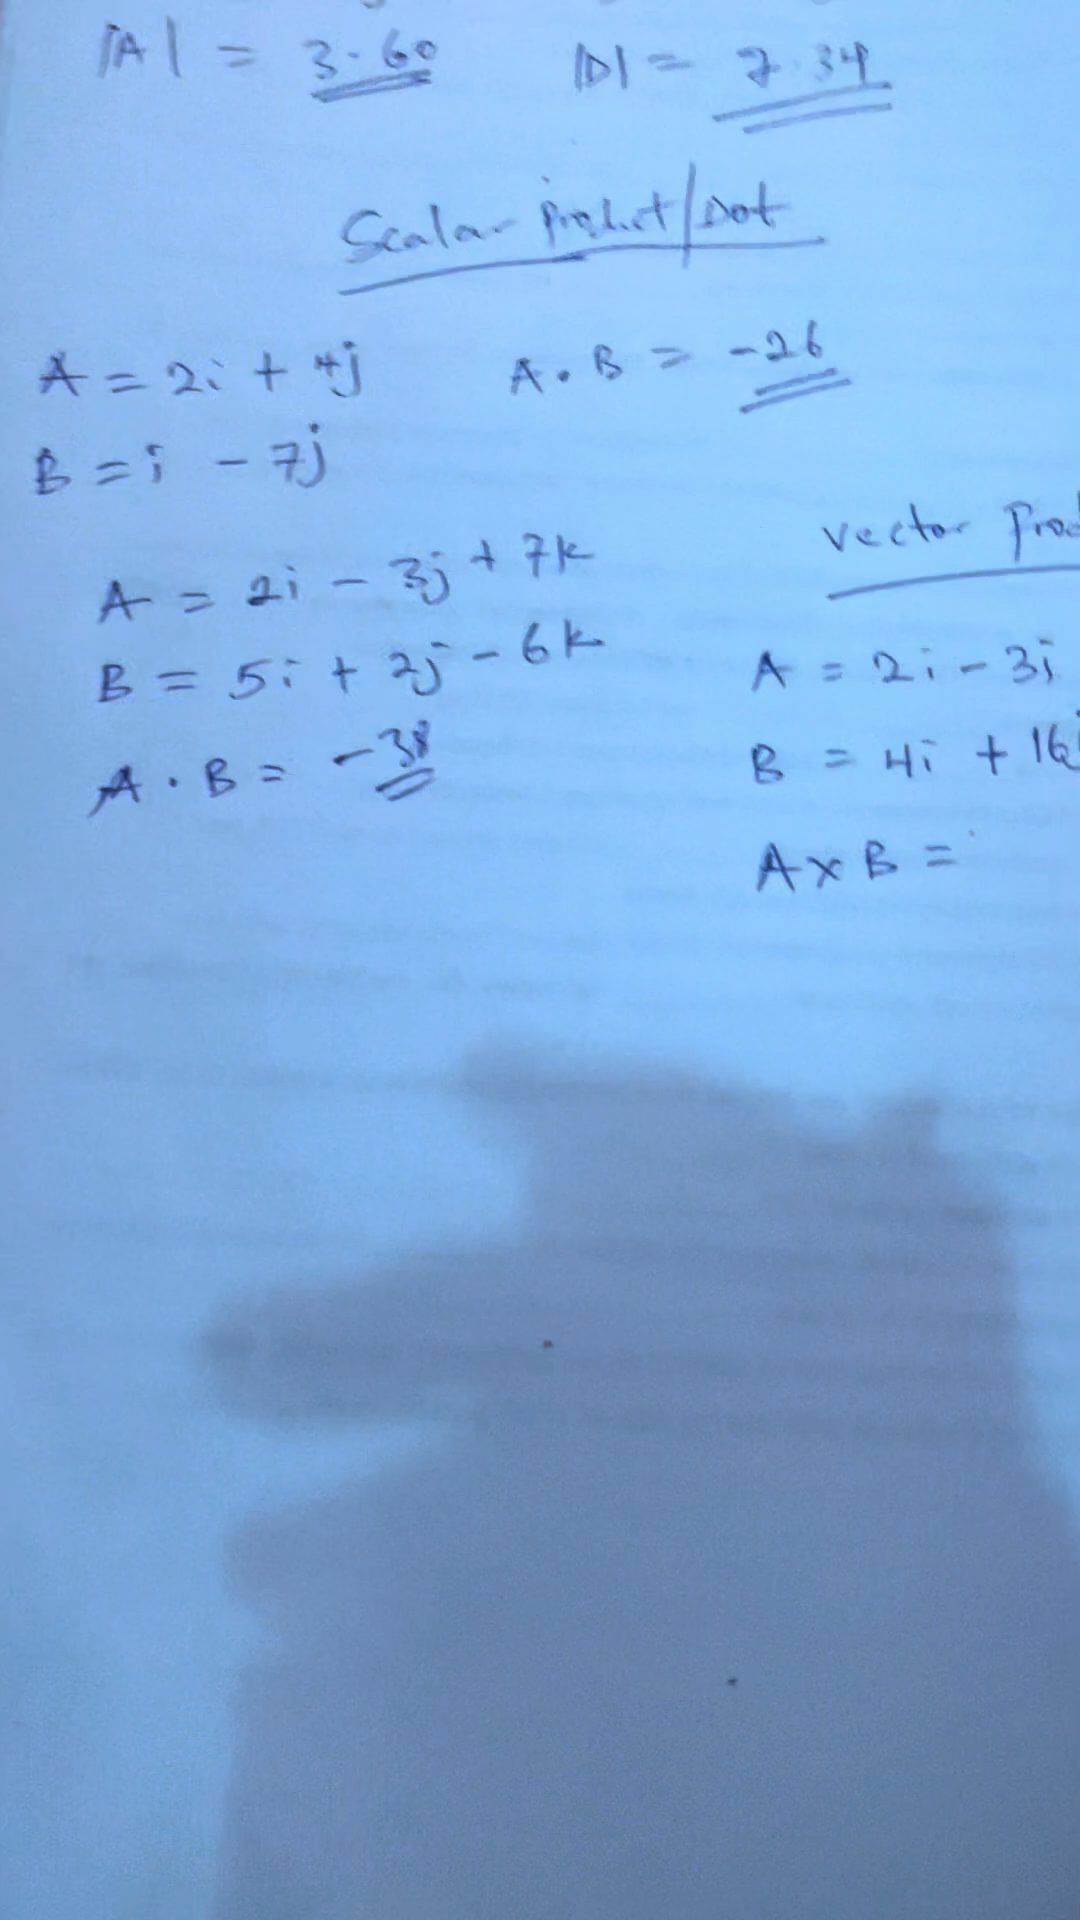 |A| = 3.60 |D| = 7.34
Scalar Product/Dot
A = 2i + 4j A . B = -26
B = i - 7j
vector
A = 2i - 3j + 7k
B = 5i + 2j - 6k
A . B = -38
A = 2i - 3j
B = 4i + 16
A x B =